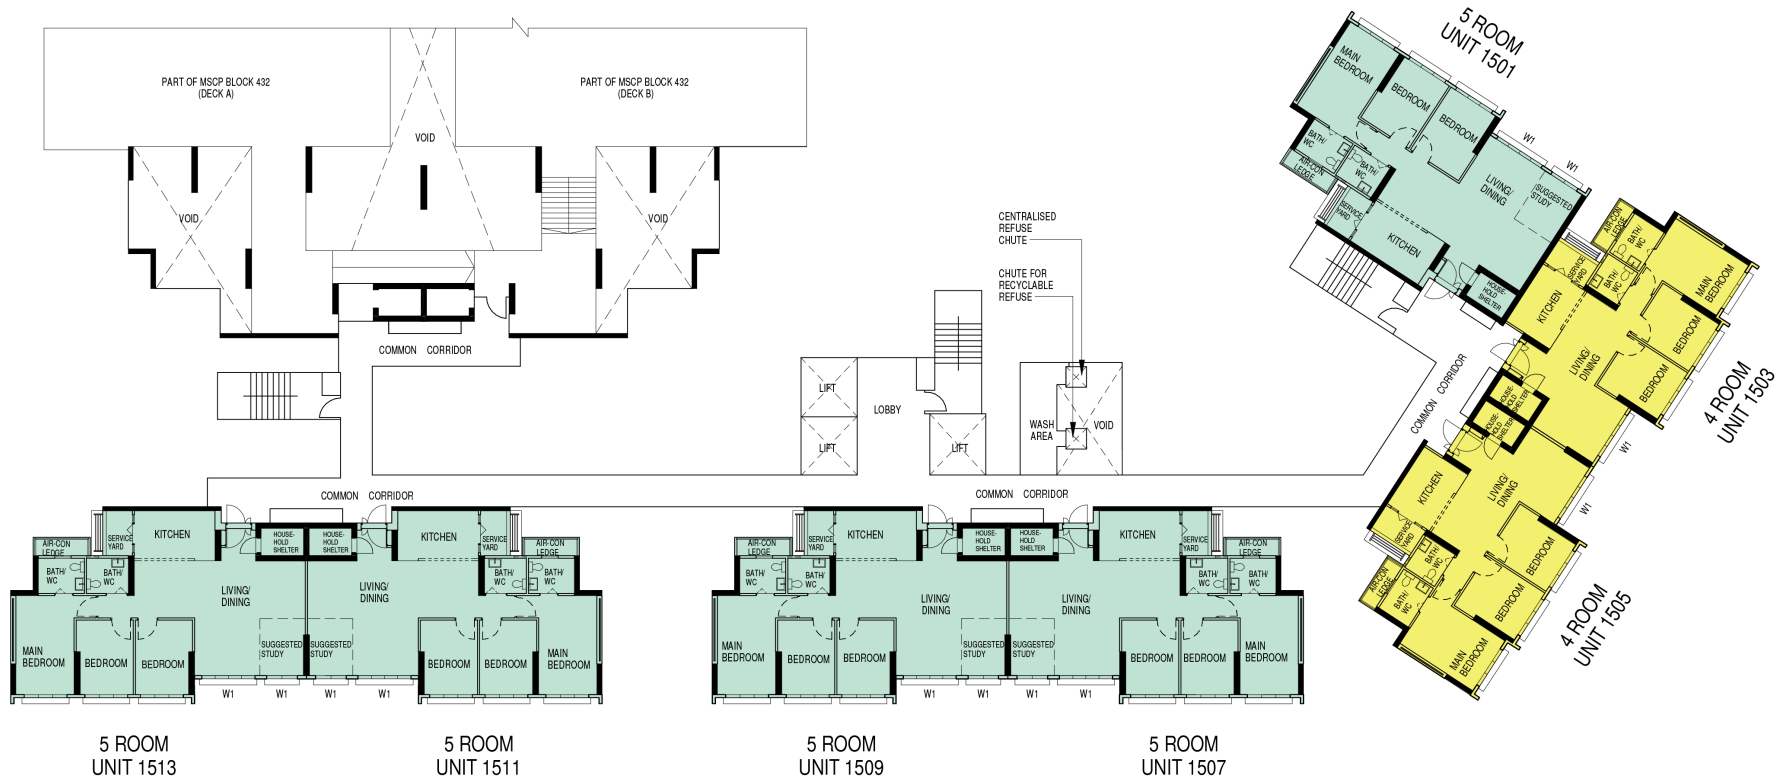 PART OF MSCP BLOCK 432
(DECK A)
PART OF MSCP BLOCK 432
(DECK B)
VOID
VOID
VOID
COMMON CORRIDOR
CENTRALISED
REFUSE
CHUTE
CHUTE FOR
RECYCLABLE
REFUSE
LIFT
LIFT
LOBBY
LIFT
WASH
AREA
VOID
COMMON CORRIDOR
COMMON CORRIDOR
COMMON CORRIDOR
5 ROOM
UNIT 1501
MAIN
BEDROOM
BEDROOM
BEDROOM
BATH/
WC
BATH/
WC
AIR-CON
LEDGE
SERVICE
YARD
KITCHEN
LIVING/
DINING
SUGGESTED
STUDY
HOUSE-
HOLD
SHELTER
W1
W1
AIR-CON
LEDGE
BATH/
WC
BATH/
WC
SERVICE
YARD
MAIN
BEDROOM
KITCHEN
BEDROOM
BEDROOM
LIVING/
DINING
HOUSE-
HOLD
SHELTER
W1
4 ROOM
UNIT 1503
HOUSE-
HOLD
SHELTER
KITCHEN
LIVING/
DINING
SERVICE
YARD
BATH/
WC
BATH/
WC
AIR-CON
LEDGE
BEDROOM
BEDROOM
MAIN
BEDROOM
W1
4 ROOM
UNIT 1505
AIR-CON
LEDGE
SERVICE
YARD
KITCHEN
HOUSE-
HOLD
SHELTER
BATH/
WC
BATH/
WC
LIVING/
DINING
MAIN
BEDROOM
BEDROOM
BEDROOM
SUGGESTED
STUDY
W1
W1
5 ROOM
UNIT 1513
HOUSE-
HOLD
SHELTER
KITCHEN
SERVICE
YARD
AIR-CON
LEDGE
BATH/
WC
BATH/
WC
LIVING/
DINING
SUGGESTED
STUDY
BEDROOM
BEDROOM
MAIN
BEDROOM
W1
W1
5 ROOM
UNIT 1511
AIR-CON
LEDGE
SERVICE
YARD
KITCHEN
HOUSE-
HOLD
SHELTER
BATH/
WC
BATH/
WC
LIVING/
DINING
MAIN
BEDROOM
BEDROOM
BEDROOM
SUGGESTED
STUDY
W1
W1
5 ROOM
UNIT 1509
HOUSE-
HOLD
SHELTER
KITCHEN
SERVICE
YARD
AIR-CON
LEDGE
BATH/
WC
BATH/
WC
LIVING/
DINING
SUGGESTED
STUDY
BEDROOM
BEDROOM
MAIN
BEDROOM
W1
W1
5 ROOM
UNIT 1507